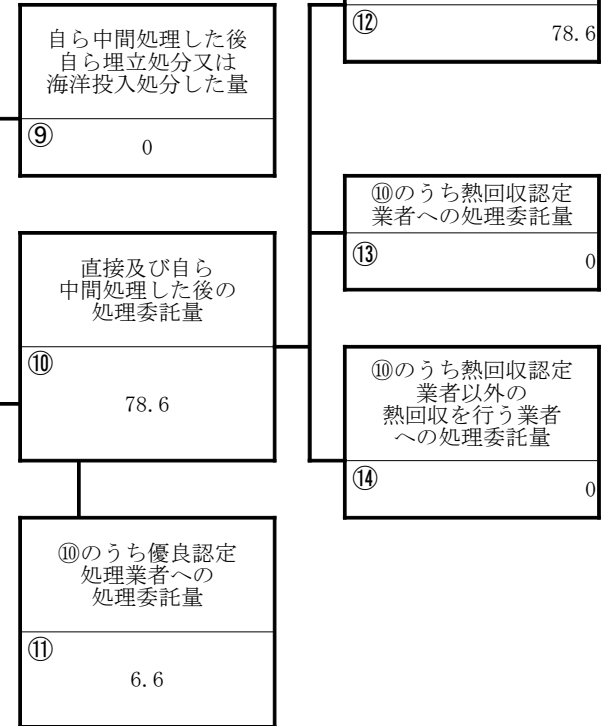 自ら中間処理した後
自ら埋立処分又は
海洋投入処分した量
⑨
0
直接及び自ら
中間処理した後の
処理委託量
⑩
78.6
⑩のうち優良認定
処理業者への
処理委託量
⑪
6.6
⑫
78.6
⑩のうち熱回収認定
業者への処理委託量
⑬
0
⑩のうち熱回収認定
業者以外の
熱回収を行う業者
への処理委託量
⑭
0